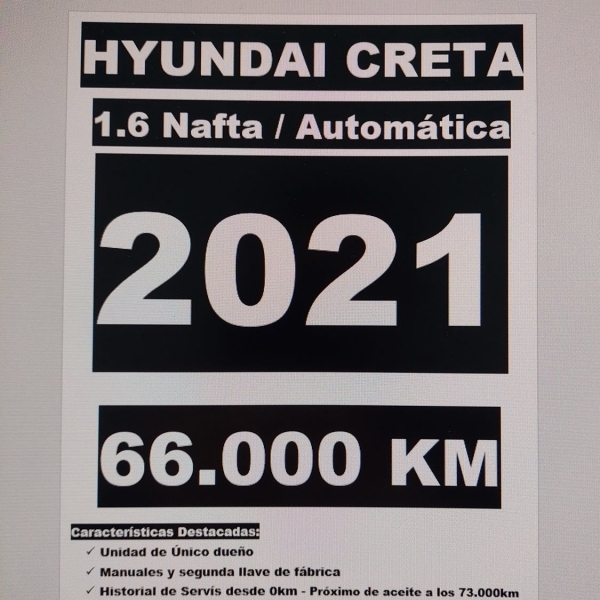 HYUNDAI CRETA
1.6 Nafta / Automática
2021
66.000 KM
Características Destacadas:
✓ Unidad de Único dueño
✓ Manuales y segunda llave de fábrica
✓ Historial de Servís desde 0km - Próximo de aceite a los 73.000km